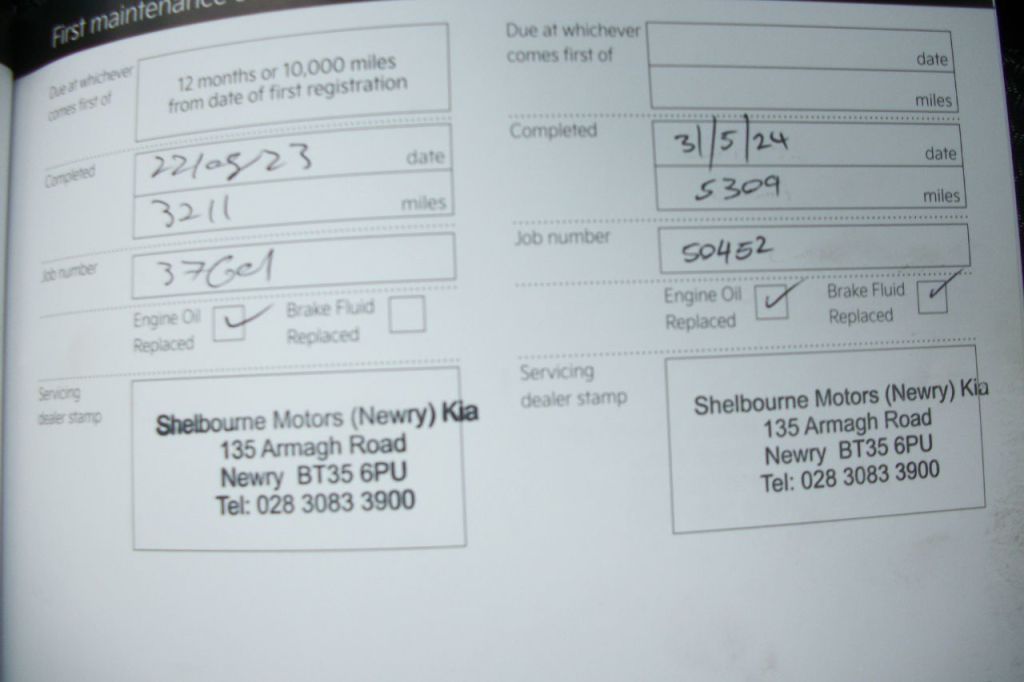 First maintenance
Due at whichever
comes first of
12 months or 10,000 miles
from date of first registration
Completed
22/05/23 date
3211 miles
Job number
Engine Oil
Replaced
Brake Fluid
Replaced
Servicing
dealer stamp
Shelbourne Motors (Newry) Kia
135 Armagh Road
Newry BT35 6PU
Tel: 028 3083 3900
Due at whichever
comes first of
date
miles
Completed
31/5/24 date
5309 miles
Job number
50452
Engine Oil
Replaced
Brake Fluid
Replaced
Servicing
dealer stamp
Shelbourne Motors (Newry) Kia
135 Armagh Road
Newry BT35 6PU
Tel: 028 3083 3900